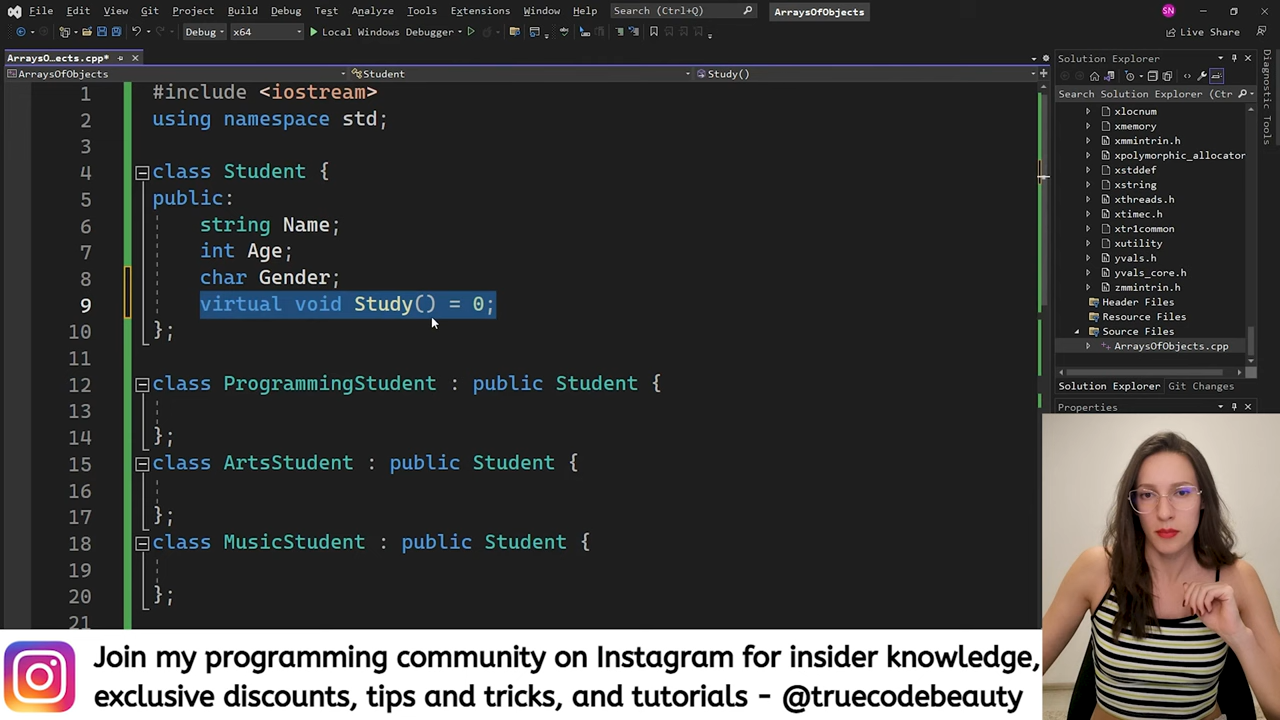 File Edit View Git Project Build Debug Test Analyze Tools Extensions Window Help Search (Ctrl+Q) ArraysOfObjects SN
Debug x64 Local Windows Debugger Live Share
ArraysO...ects.cpp*
ArraysOfObjects Student Study()
1 #include <iostream>
2 using namespace std;
3
4 class Student {
5 public:
6 string Name;
7 int Age;
8 char Gender;
9 virtual void Study() = 0;
10 };
11
12 class ProgrammingStudent : public Student {
13
14 };
15 class ArtsStudent : public Student {
16
17 };
18 class MusicStudent : public Student {
19
20 };
21
Solution Explorer
Search Solution Explorer (Ctr
xlocnum
xmemory
xmmintrin.h
xpolymorphic_allocator
xstddef
xstring
xthreads.h
xtimec.h
xtr1common
xutility
yvals.h
yvals_core.h
zmmintrin.h
Header Files
Resource Files
Source Files
ArraysOfObjects.cpp
Solution Explorer Git Changes
Properties
Diagnostic Tools
Join my programming community on Instagram for insider knowledge,
exclusive discounts, tips and tricks, and tutorials - @truecodebeauty